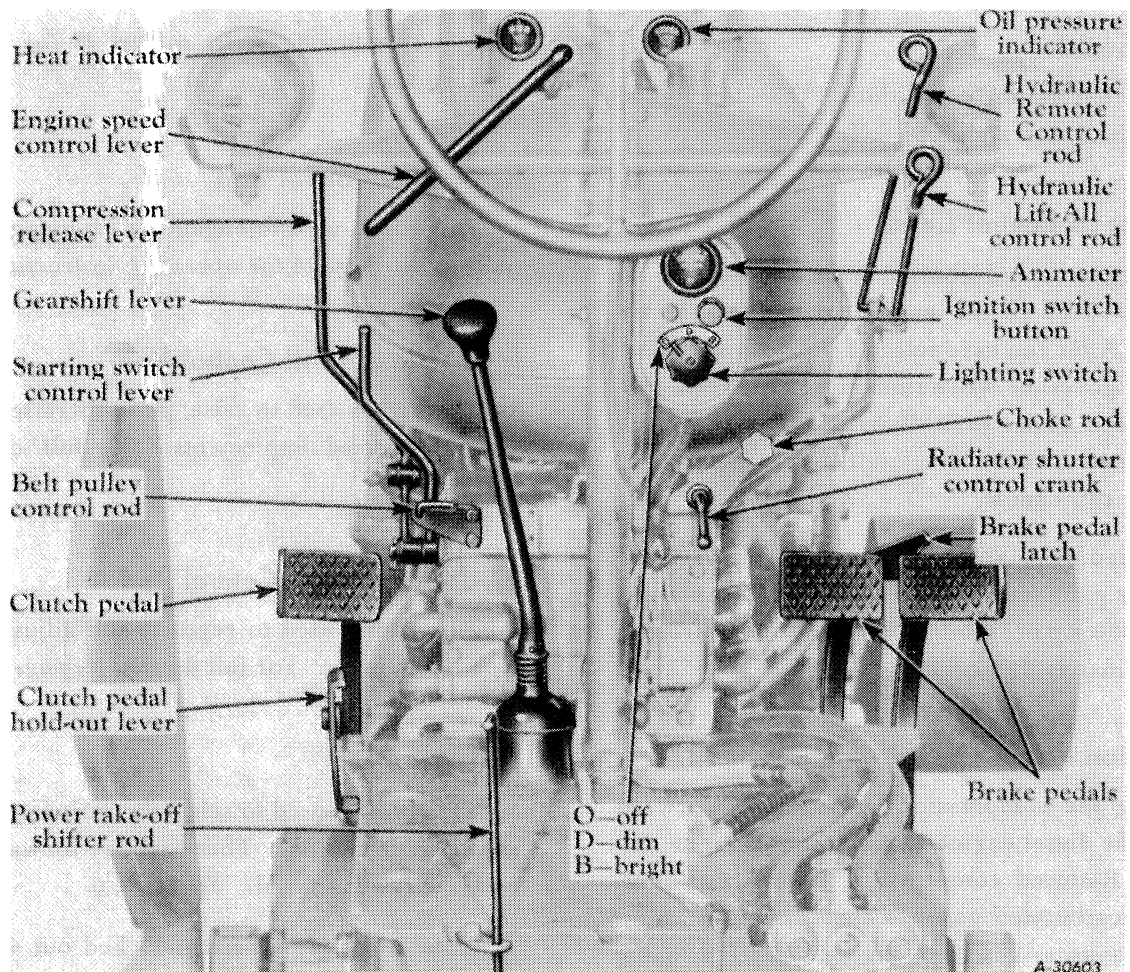 Heat indicator
Engine speed
control lever
Compression
release lever
Gearshift lever
Starting switch
control lever
Belt pulley
control rod
Clutch pedal
Clutch pedal
hold-out lever
Power take-off
shifter rod
O—off
D—dim
B—bright
Oil pressure
indicator
Hydraulic
Remote
Control
rod
Hydraulic
Lift-All
control rod
Ammeter
Ignition switch
button
Lighting switch
Choke rod
Radiator shutter
control crank
Brake pedal
latch
Brake pedals
A-30603